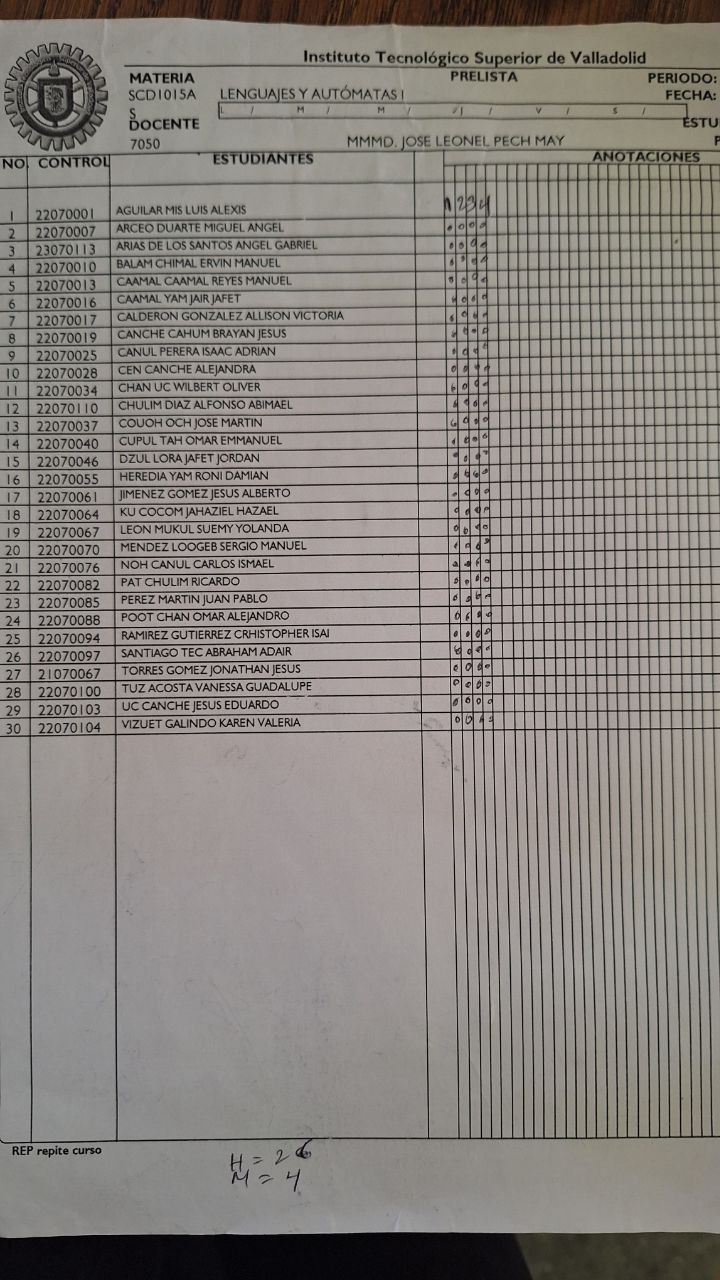 Instituto Tecnológico Superior de Valladolid
MATERIA PRELISTA PERIODO:
SCD1015A LENGUAJES Y AUTÓMATAS I FECHA:
S L / M / M / J / V / S /
DOCENTE ESTU
7050 MMMD. JOSE LEONEL PECH MAY
NO CONTROL ESTUDIANTES ANOTACIONES
1 22070001 AGUILAR MIS LUIS ALEXIS 1 2 3 4
2 22070007 ARCEO DUARTE MIGUEL ANGEL
3 23070113 ARIAS DE LOS SANTOS ANGEL GABRIEL
4 22070010 BALAM CHIMAL ERVIN MANUEL
5 22070013 CAAMAL CAAMAL REYES MANUEL
6 22070016 CAAMAL YAM JAIR JAFET
7 22070017 CALDERON GONZALEZ ALLISON VICTORIA
8 22070019 CANCHE CAHUM BRAYAN JESUS
9 22070025 CANUL PERERA ISAAC ADRIAN
10 22070028 CEN CANCHE ALEJANDRA
11 22070034 CHAN UC WILBERT OLIVER
12 22070110 CHULIM DIAZ ALFONSO ABIMAEL
13 22070037 COUOH OCH JOSE MARTIN
14 22070040 CUPUL TAH OMAR EMMANUEL
15 22070046 DZUL LORA JAFET JORDAN
16 22070055 HEREDIA YAM RONI DAMIAN
17 22070061 JIMENEZ GOMEZ JESUS ALBERTO
18 22070064 KU COCOM JAHAZIEL HAZAEL
19 22070067 LEON MUKUL SUEMY YOLANDA
20 22070070 MENDEZ LOOGEB SERGIO MANUEL
21 22070076 NOH CANUL CARLOS ISMAEL
22 22070082 PAT CHULIM RICARDO
23 22070085 PEREZ MARTIN JUAN PABLO
24 22070088 POOT CHAN OMAR ALEJANDRO
25 22070094 RAMIREZ GUTIERREZ CRHISTOPHER ISAI
26 22070097 SANTIAGO TEC ABRAHAM ADAIR
27 21070067 TORRES GOMEZ JONATHAN JESUS
28 22070100 TUZ ACOSTA VANESSA GUADALUPE
29 22070103 UC CANCHE JESUS EDUARDO
30 22070104 VIZUET GALINDO KAREN VALERIA
REP repite curso
H = 26
M = 4